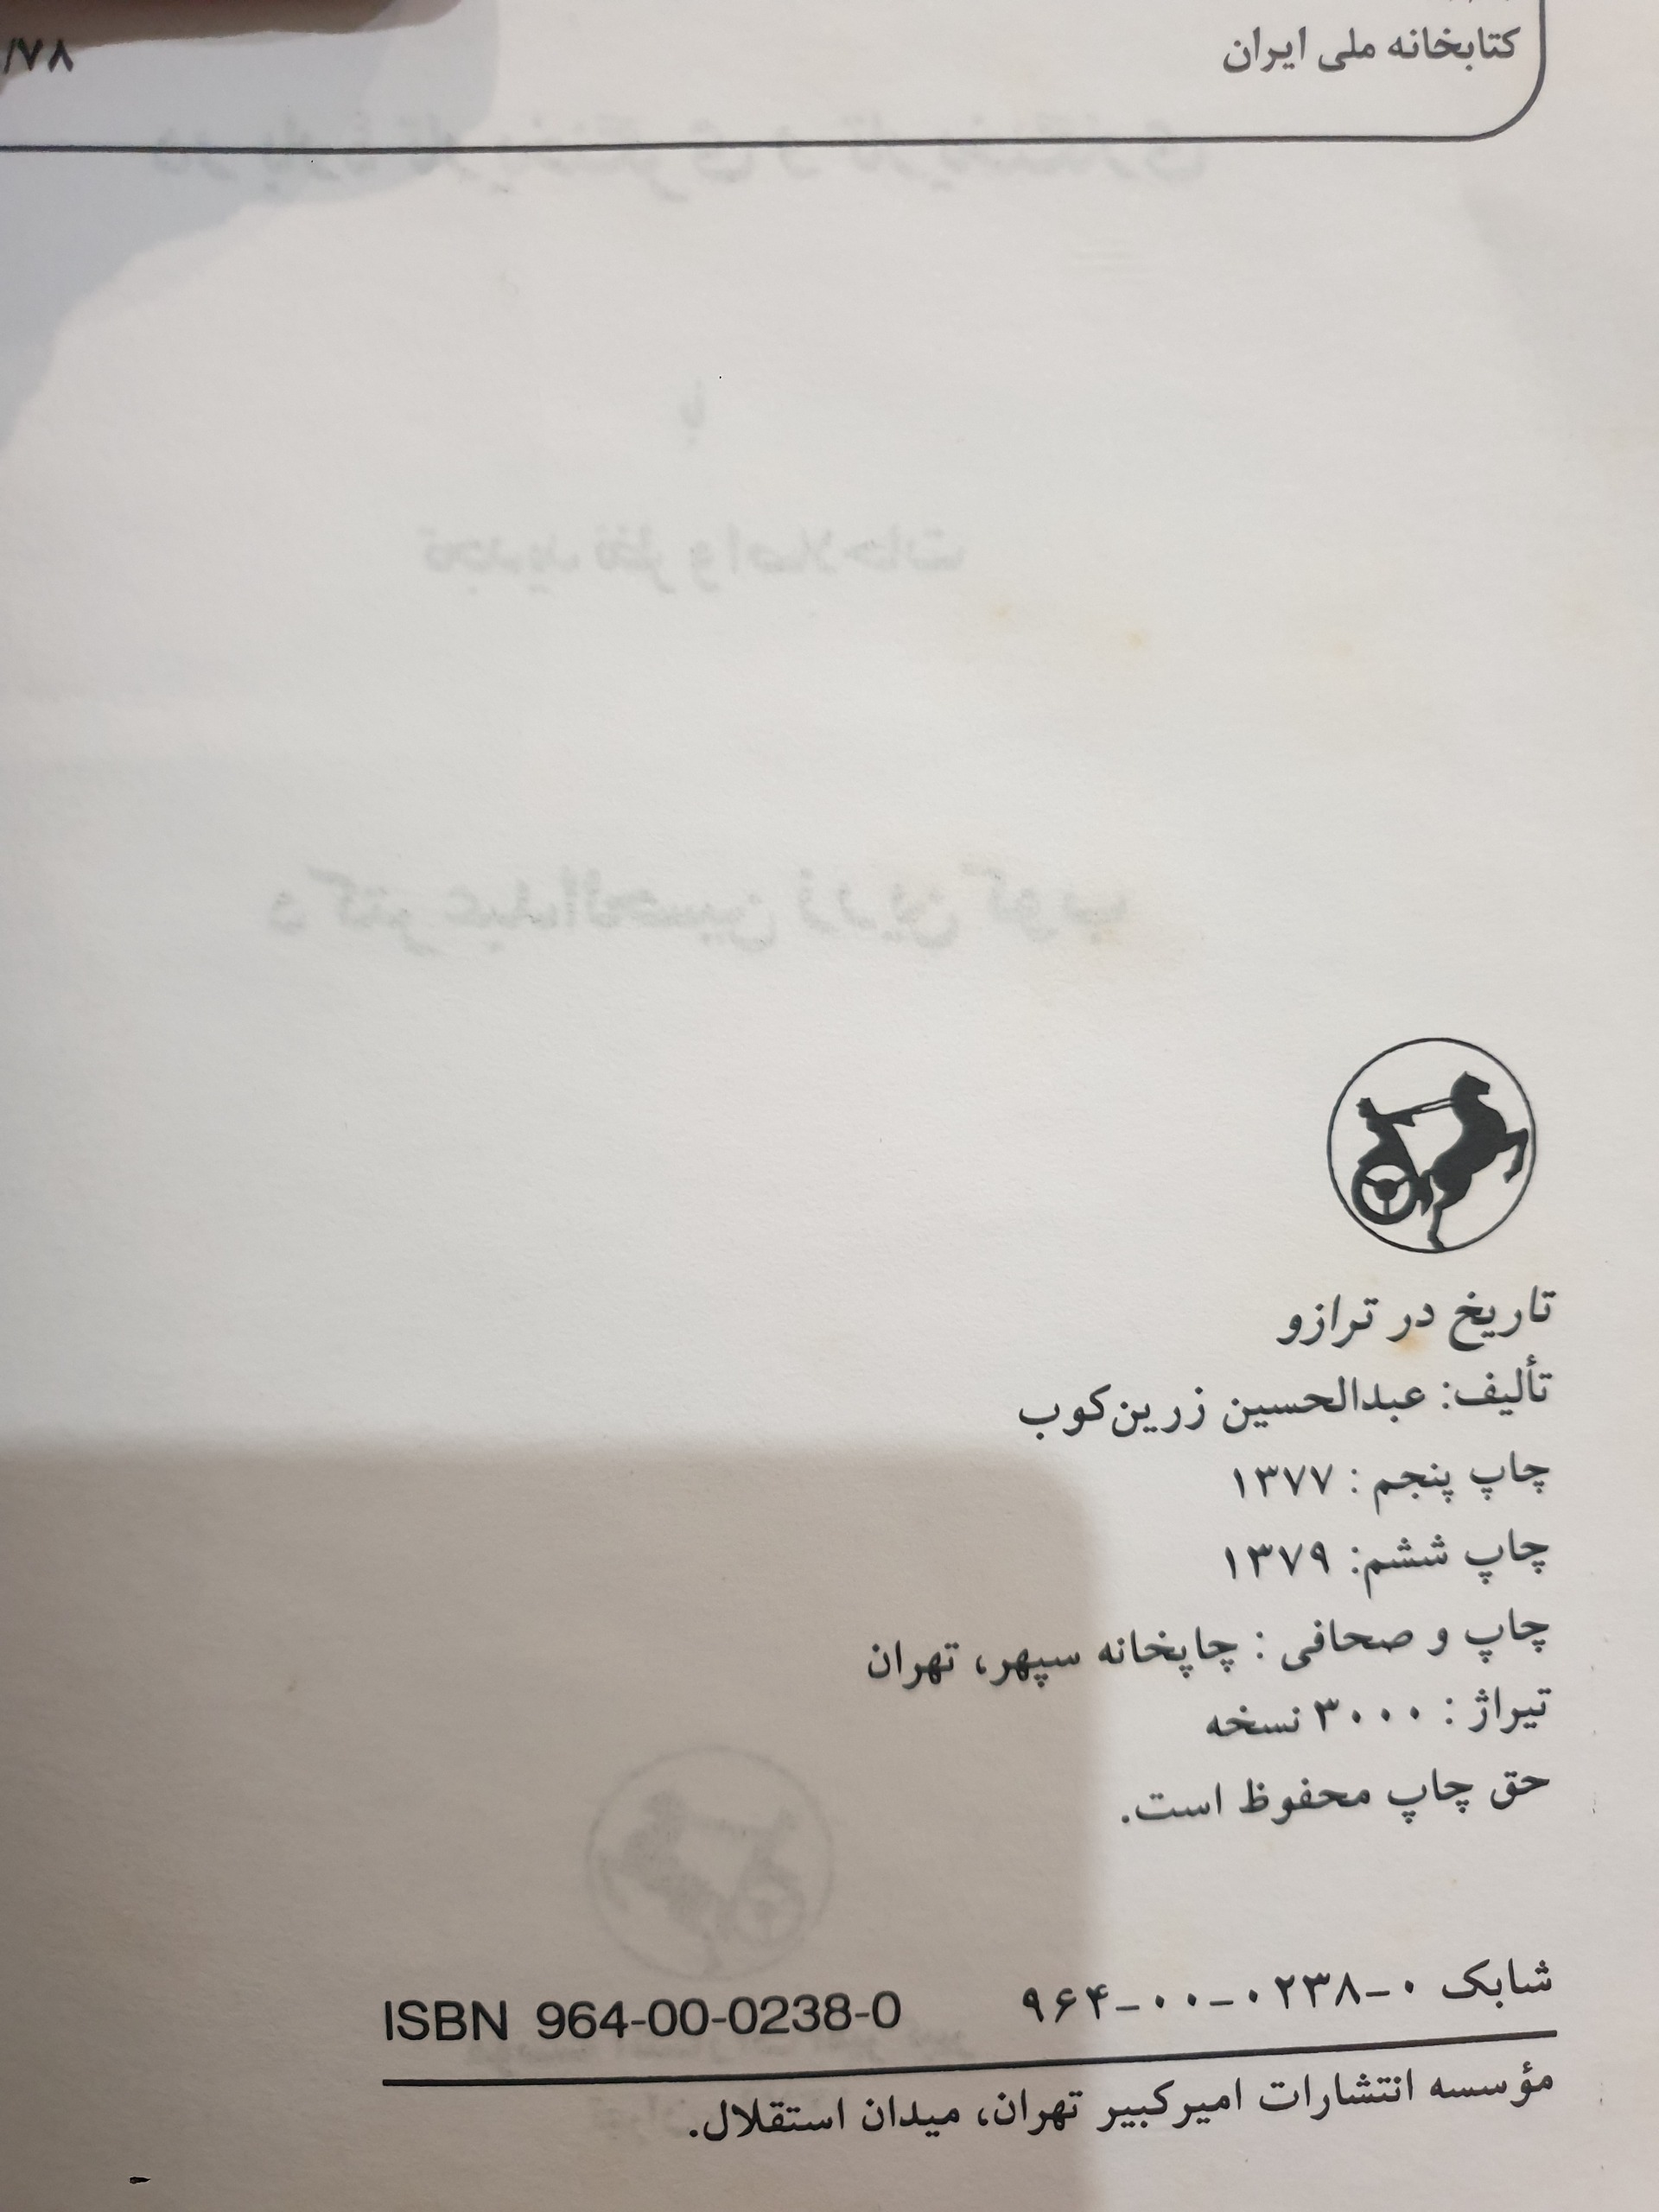 کتابخانه ملی ایران
/۷۸
تاریخ در ترازو
تألیف: عبدالحسین زرین‌کوب
چاپ پنجم : ۱۳۷۷
چاپ ششم: ۱۳۷۹
چاپ و صحافی : چاپخانه سپهر، تهران
تیراژ : ۳۰۰۰ نسخه
حق چاپ محفوظ است.
شابک ۰-۰۲۳۸-۰۰-۹۶۴ ISBN 964-00-0238-0
مؤسسه انتشارات امیرکبیر تهران، میدان استقلال.